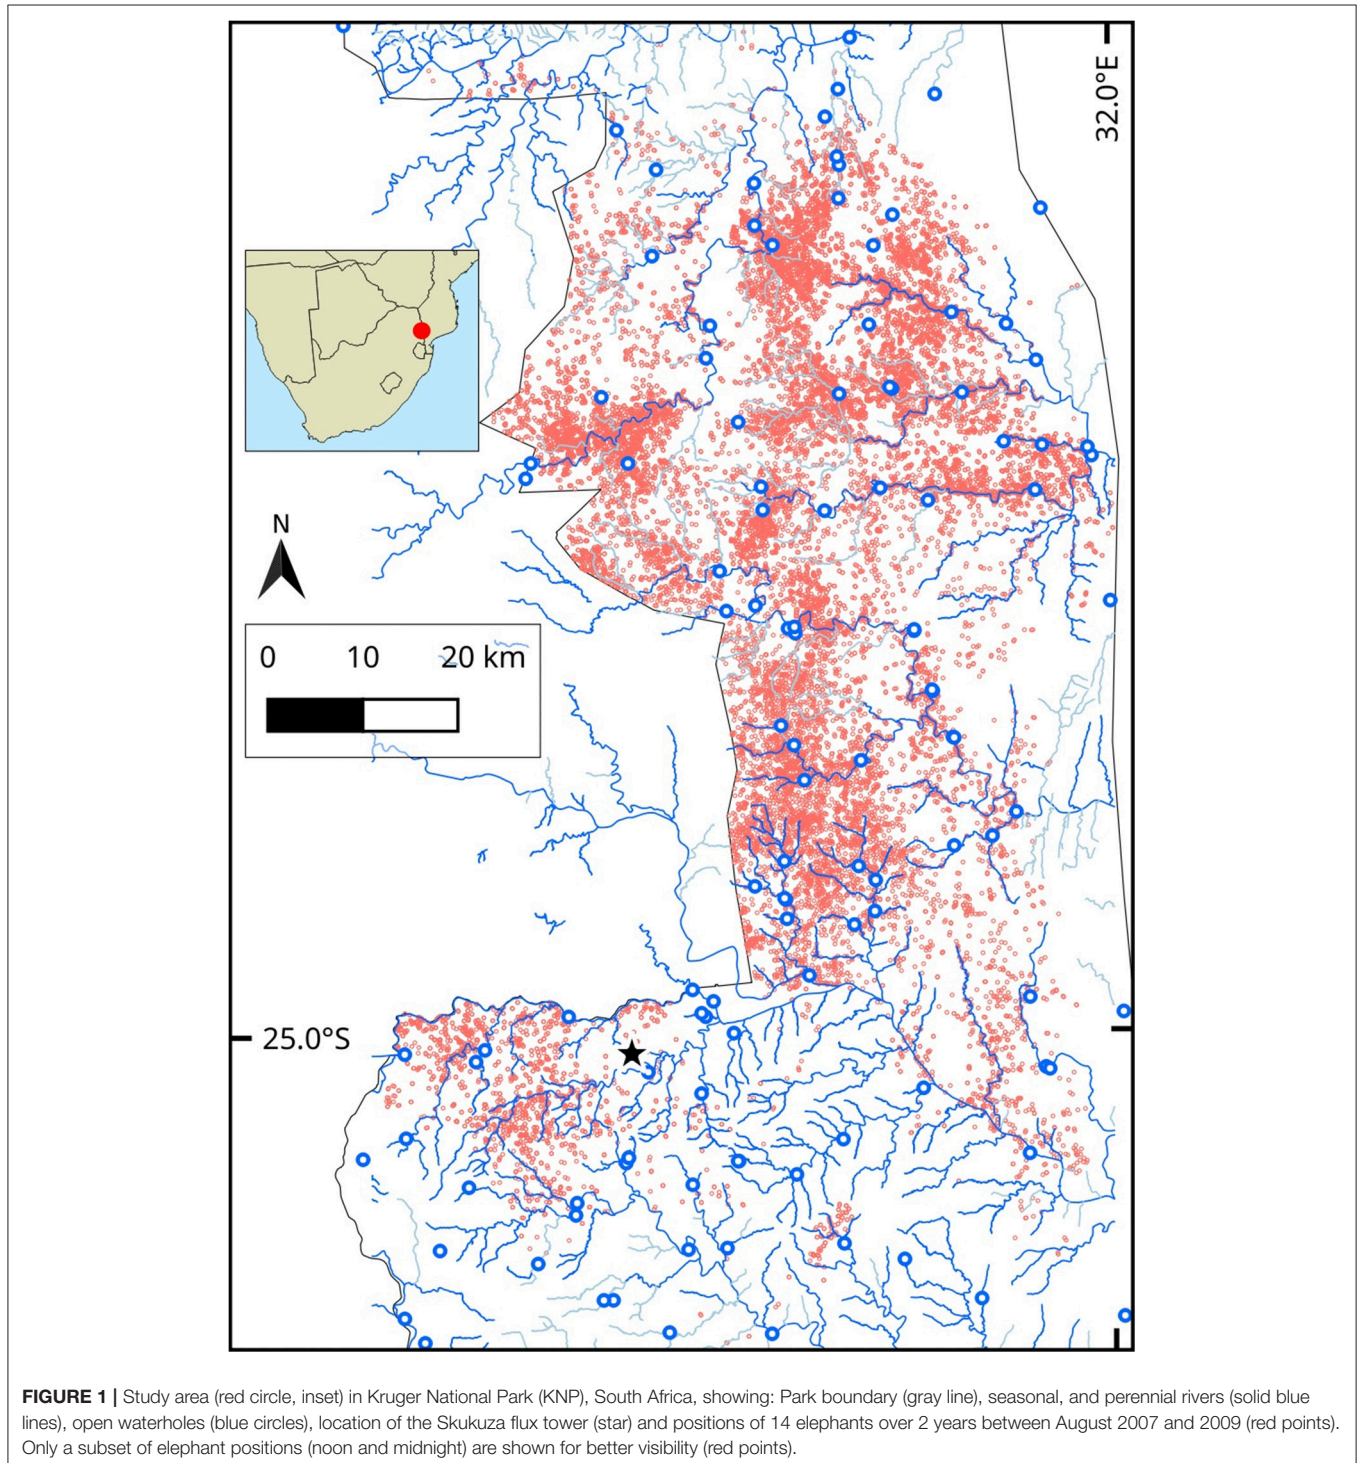 32.0°E
N
0 10 20 km
25.0°S
FIGURE 1 | Study area (red circle, inset) in Kruger National Park (KNP), South Africa, showing: Park boundary (gray line), seasonal, and perennial rivers (solid blue
lines), open waterholes (blue circles), location of the Skukuza flux tower (star) and positions of 14 elephants over 2 years between August 2007 and 2009 (red points).
Only a subset of elephant positions (noon and midnight) are shown for better visibility (red points).